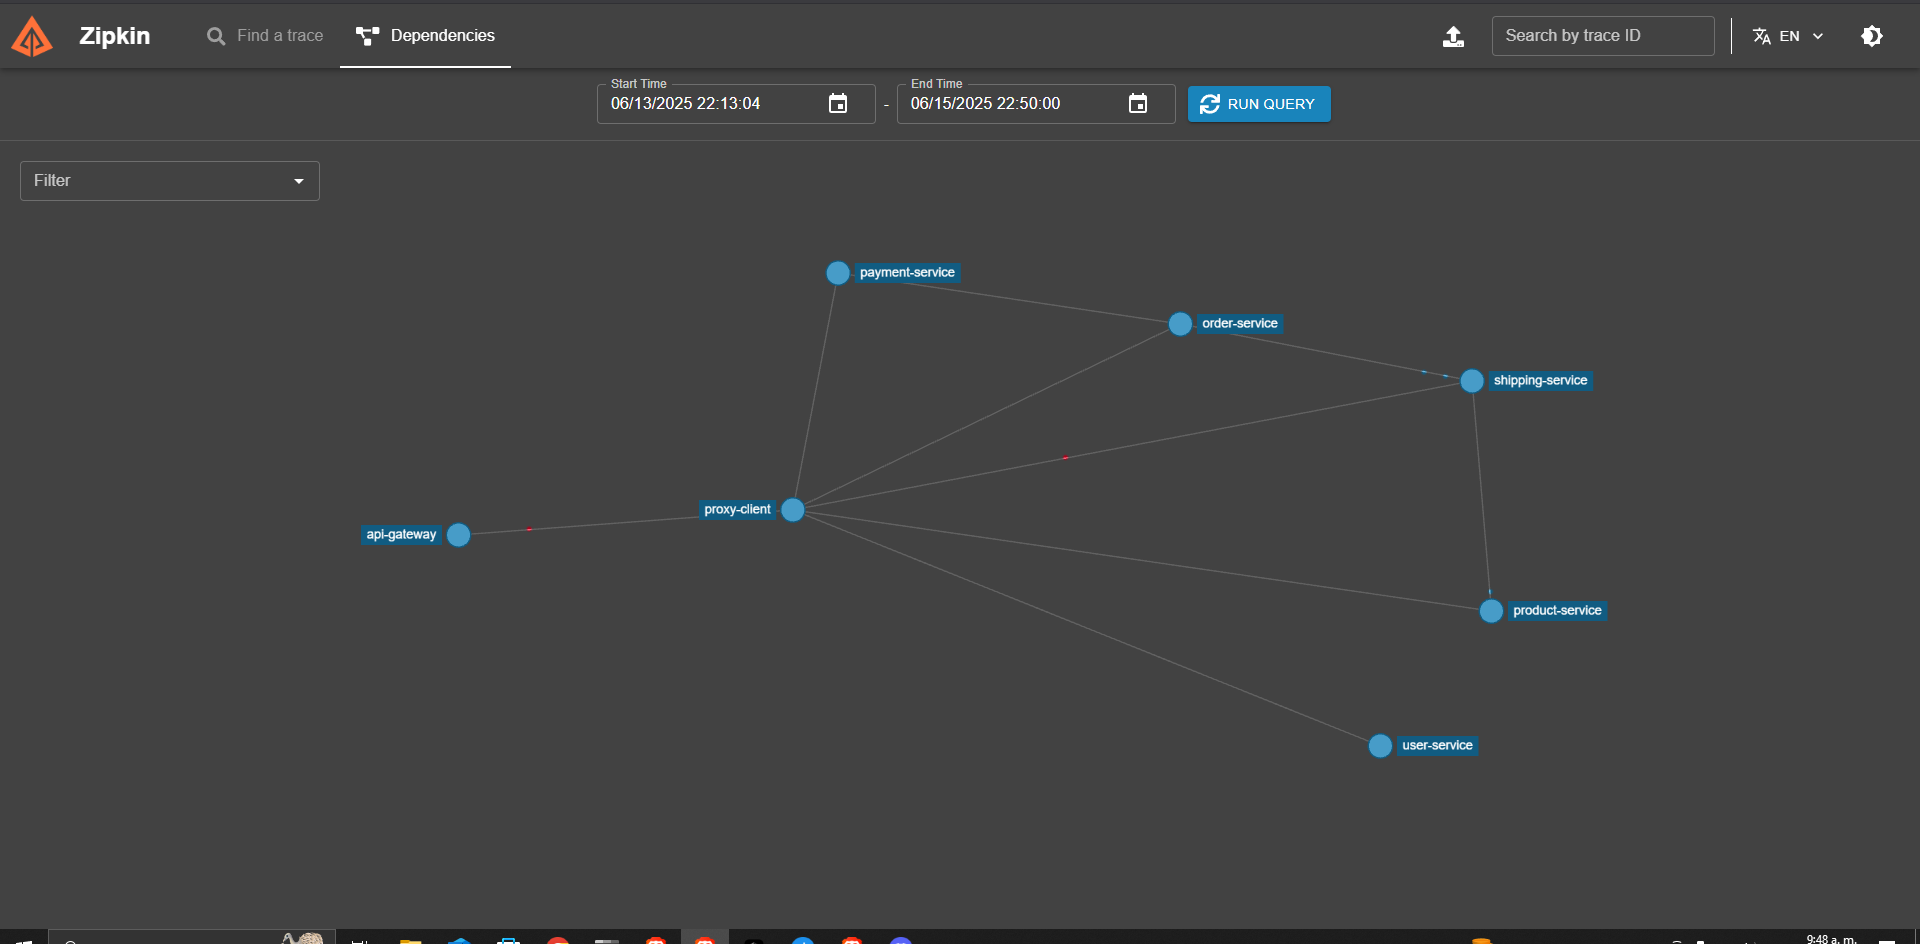 Zipkin
Find a trace
Dependencies
Search by trace ID
EN
Start Time
06/13/2025 22:13:04
-
End Time
06/15/2025 22:50:00
RUN QUERY
Filter
payment-service
order-service
shipping-service
proxy-client
api-gateway
product-service
user-service
9:48 a. m.